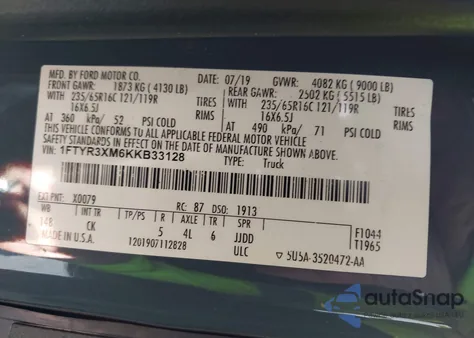 MFD. BY FORD MOTOR CO. 07/19 GVWR: 4082 KG ( 9000 LB)
FRONT GAWR: 1873 KG ( 4130 LB) REAR GAWR: 2502 KG ( 5515 LB)
WITH 235/65R16C 121/119R TIRES WITH 235/65R16C 121/119R TIRES
16X6.5J RIMS 16X6.5J RIMS
AT 360 kPa/ 52 PSI COLD AT 490 kPa/ 71 PSI COLD
THIS VEHICLE CONFORMS TO ALL APPLICABLE FEDERAL MOTOR VEHICLE
SAFETY STANDARDS IN EFFECT ON THE DATE OF MANUFACTURE SHOWN ABOVE.
VIN: 1FTYR3XM6KKB33128 TYPE: Truck
EXT PNT: X0079 RC: 87 DSO: 1913
WB INT TR TP/PS R AXLE TR SPR F1044
148 CK 5 4L 6 JJDD T1965
U.S.A. 1201907112828 ULC 5U5A-3520472-AA
autoSnap